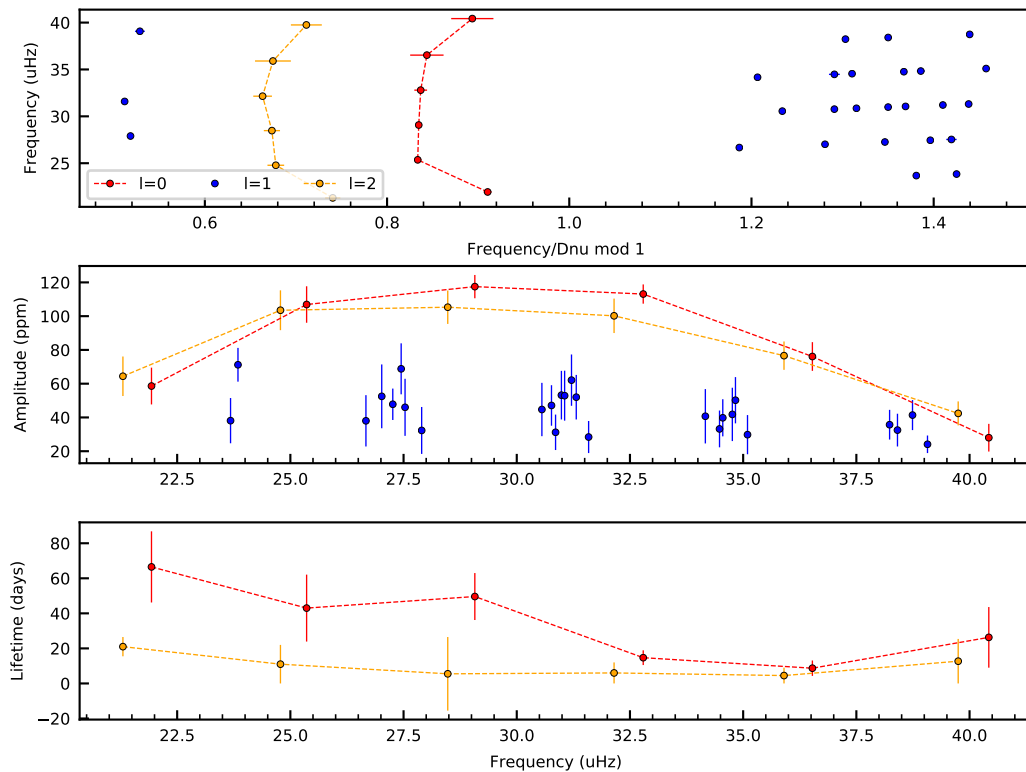 Frequency (uHz)
40
35
30
25
l=0 l=1 l=2
0.6 0.8 1.0 1.2 1.4
Frequency/Dnu mod 1
Amplitude (ppm)
120
100
80
60
40
20
22.5 25.0 27.5 30.0 32.5 35.0 37.5 40.0
Lifetime (days)
80
60
40
20
0
−20
22.5 25.0 27.5 30.0 32.5 35.0 37.5 40.0
Frequency (uHz)